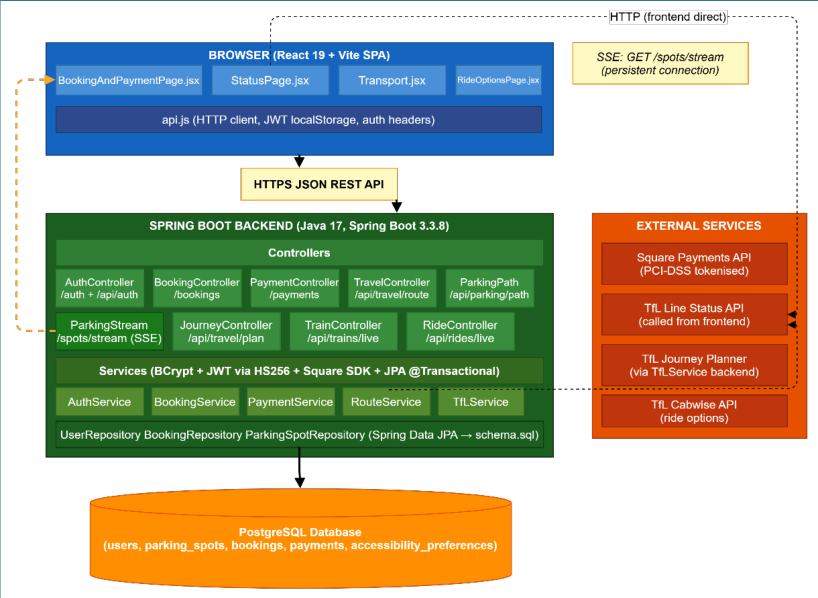 HTTP (frontend direct)
BROWSER (React 19 + Vite SPA)
BookingAndPaymentPage.jsx
StatusPage.jsx
Transport.jsx
RideOptionsPage.jsx
SSE: GET /spots/stream
(persistent connection)
api.js (HTTP client, JWT localStorage, auth headers)
HTTPS JSON REST API
SPRING BOOT BACKEND (Java 17, Spring Boot 3.3.8)
Controllers
AuthController
/auth + /api/auth
BookingController
/bookings
PaymentController
/payments
TravelController
/api/travel/route
ParkingPath
/api/parking/path
ParkingStream
/spots/stream (SSE)
JourneyController
/api/travel/plan
TrainController
/api/trains/live
RideController
/api/rides/live
Services (BCrypt + JWT via HS256 + Square SDK + JPA @Transactional)
AuthService
BookingService
PaymentService
RouteService
TfLService
UserRepository BookingRepository ParkingSpotRepository (Spring Data JPA → schema.sql)
EXTERNAL SERVICES
Square Payments API
(PCI-DSS tokenised)
TfL Line Status API
(called from frontend)
TfL Journey Planner
(via TfLService backend)
TfL Cabwise API
(ride options)
PostgreSQL Database
(users, parking_spots, bookings, payments, accessibility_preferences)